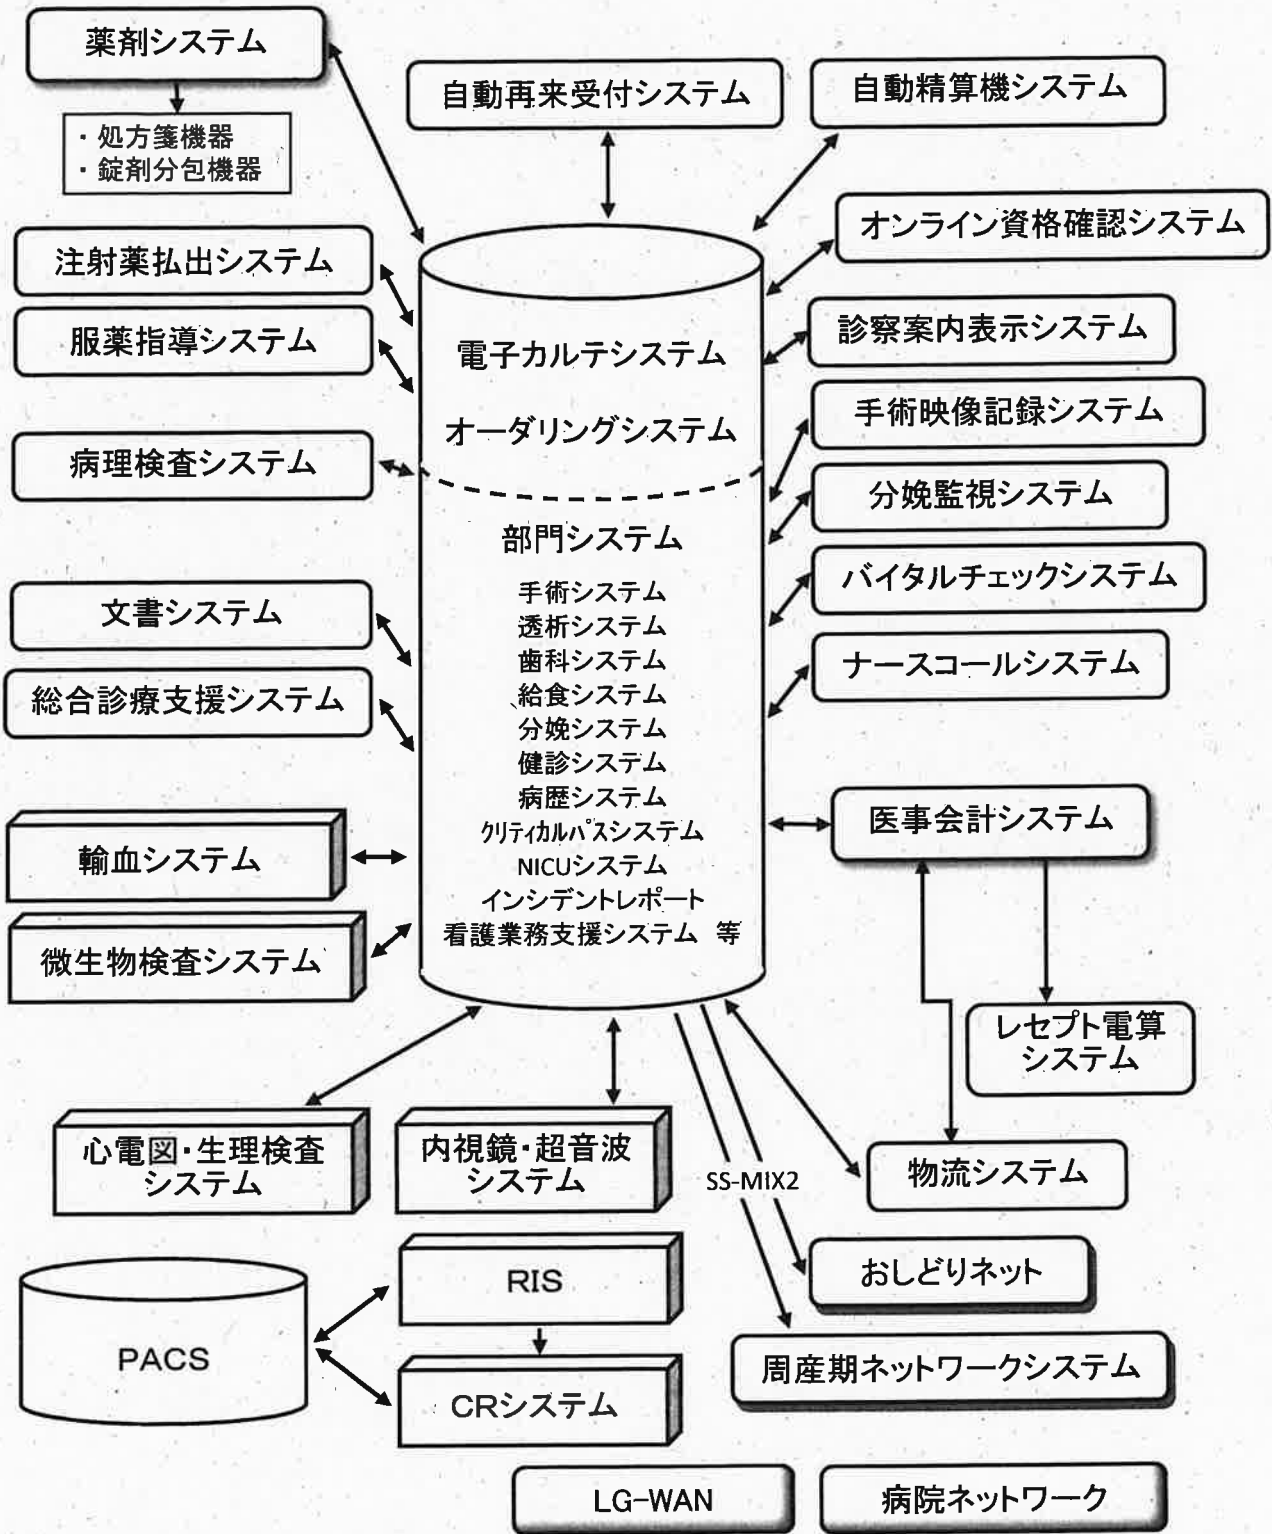 薬剤システム
・処方箋機器
・錠剤分包機器
自動再来受付システム
自動精算機システム
オンライン資格確認システム
注射薬払出システム
服薬指導システム
病理検査システム
文書システム
総合診療支援システム
輸血システム
微生物検査システム
電子カルテシステム
オーダリングシステム
部門システム
手術システム
透析システム
歯科システム
給食システム
分娩システム
健診システム
病歴システム
クリティカルパスシステム
NICUシステム
インシデントレポート
看護業務支援システム 等
診察案内表示システム
手術映像記録システム
分娩監視システム
バイタルチェックシステム
ナースコールシステム
医事会計システム
レセプト電算
システム
心電図・生理検査
システム
内視鏡・超音波
システム
SS-MIX2
物流システム
おしどりネット
周産期ネットワークシステム
PACS
RIS
CRシステム
LG-WAN
病院ネットワーク